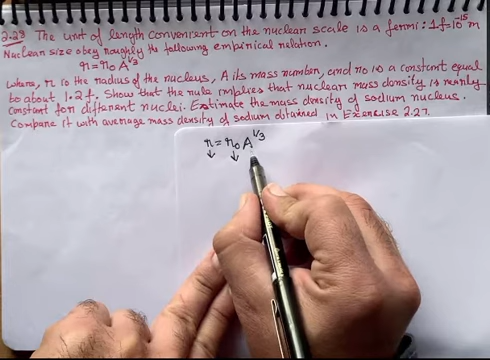 2.28 The unit of length convenient on the nuclear scale is a fermi : 1f=10⁻¹⁵ m
Nuclear size obey roughly the following empirical relation.
r = r₀ A^1/3
where, r is the radius of the nucleus, A its mass number, and r₀ is a constant equal
to about 1.2 f. Show that the rule implies that nuclear mass density is nearly
constant for different nuclei. Estimate the mass density of sodium nucleus.
Compare it with average mass density of sodium obtained in Exercise 2.27.
r = r₀ A^1/3